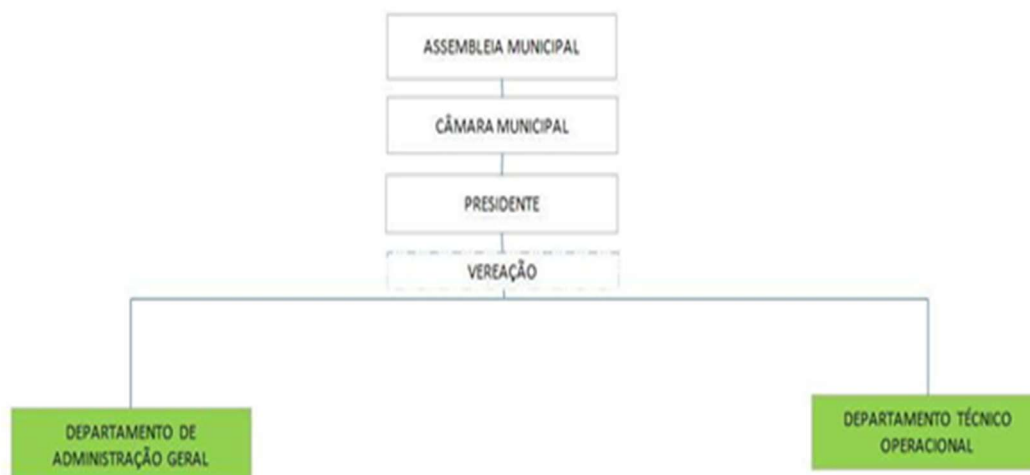 ASSEMBLEIA MUNICIPAL
CÂMARA MUNICIPAL
PRESIDENTE
VEREAÇÃO
DEPARTAMENTO DE
ADMINISTRAÇÃO GERAL
DEPARTAMENTO TÉCNICO
OPERACIONAL